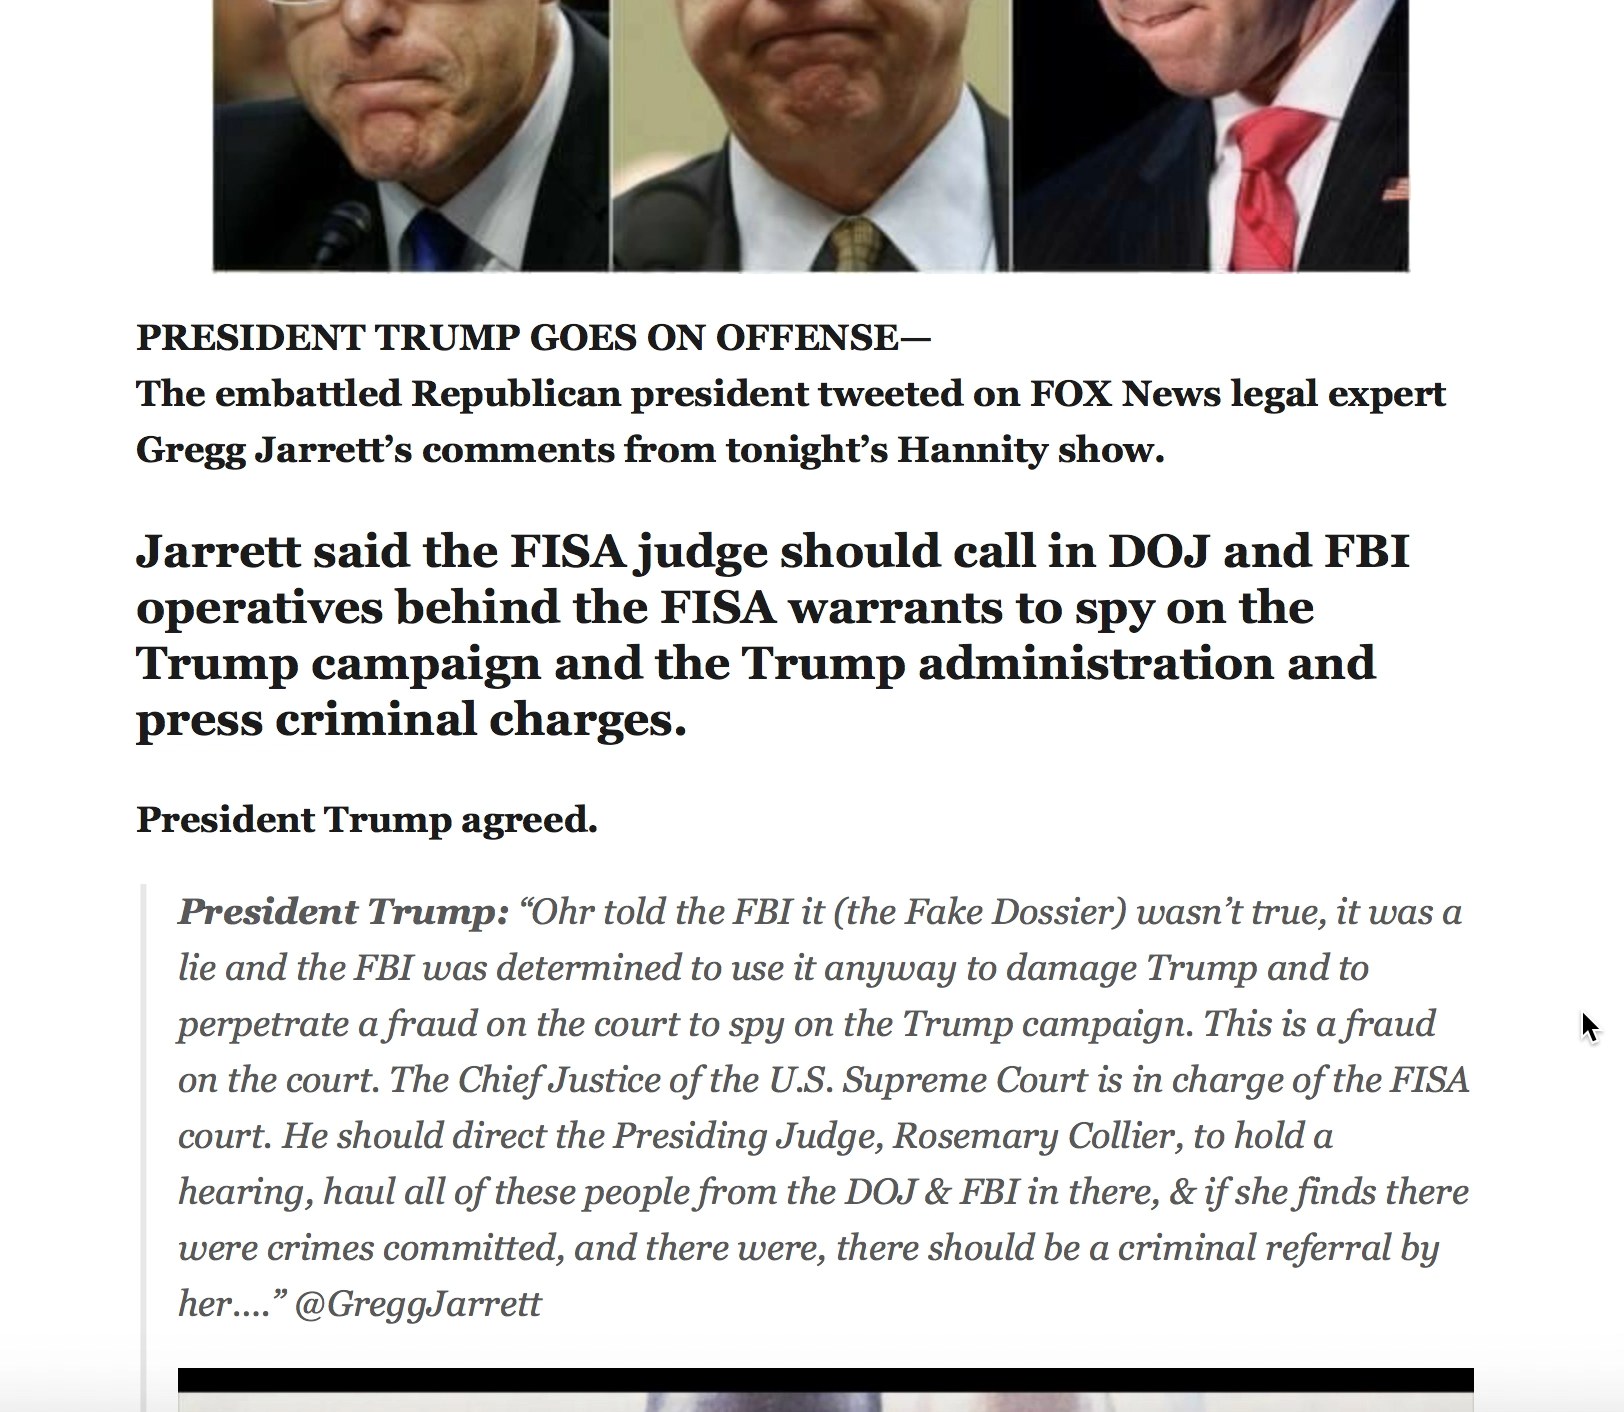 PRESIDENT TRUMP GOES ON OFFENSE—
The embattled Republican president tweeted on FOX News legal expert
Gregg Jarrett’s comments from tonight’s Hannity show.
Jarrett said the FISA judge should call in DOJ and FBI
operatives behind the FISA warrants to spy on the
Trump campaign and the Trump administration and
press criminal charges.
President Trump agreed.
President Trump: “Ohr told the FBI it (the Fake Dossier) wasn’t true, it was a
lie and the FBI was determined to use it anyway to damage Trump and to
perpetrate a fraud on the court to spy on the Trump campaign. This is a fraud
on the court. The Chief Justice of the U.S. Supreme Court is in charge of the FISA
court. He should direct the Presiding Judge, Rosemary Collier, to hold a
hearing, haul all of these people from the DOJ & FBI in there, & if she finds there
were crimes committed, and there were, there should be a criminal referral by
her....” @GreggJarrett